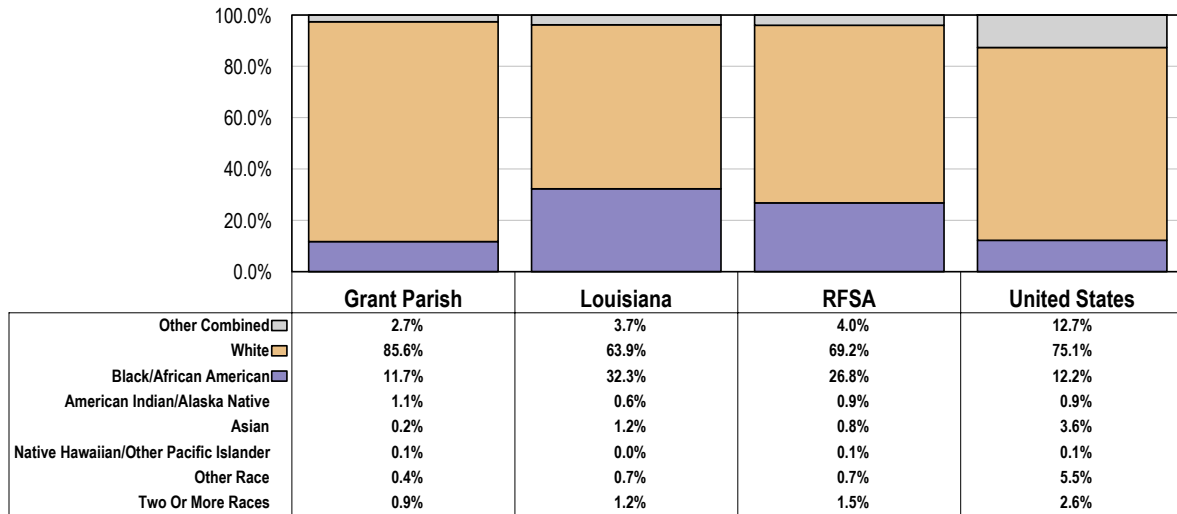 100.0%
80.0%
60.0%
40.0%
20.0%
0.0%
Grant Parish Louisiana RFSA United States
Other Combined 2.7% 3.7% 4.0% 12.7%
White 85.6% 63.9% 69.2% 75.1%
Black/African American 11.7% 32.3% 26.8% 12.2%
American Indian/Alaska Native 1.1% 0.6% 0.9% 0.9%
Asian 0.2% 1.2% 0.8% 3.6%
Native Hawaiian/Other Pacific Islander 0.1% 0.0% 0.1% 0.1%
Other Race 0.4% 0.7% 0.7% 5.5%
Two Or More Races 0.9% 1.2% 1.5% 2.6%